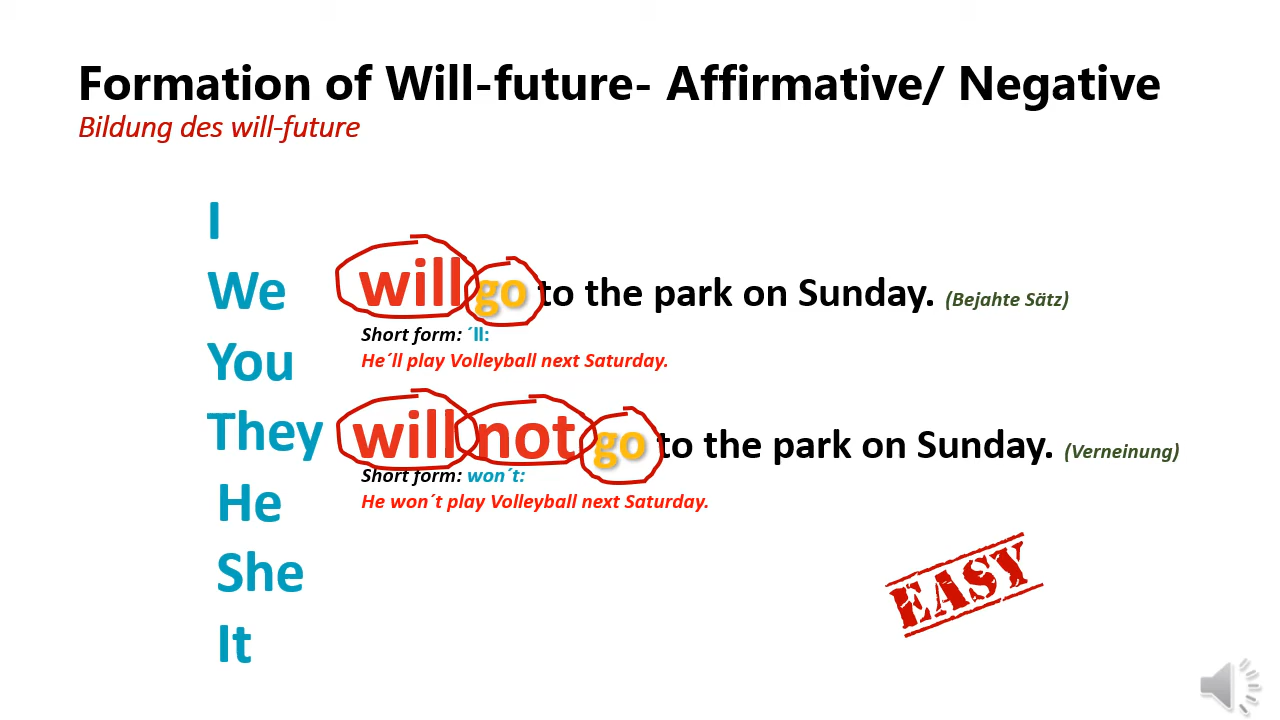 Formation of Will-future- Affirmative/ Negative
Bildung des will-future
I
We
will go to the park on Sunday. (Bejahte Sätz)
Short form: ´ll:
He´ll play Volleyball next Saturday.
You
They
will not go to the park on Sunday. (Verneinung)
Short form: won´t:
He won´t play Volleyball next Saturday.
He
She
It
EASY